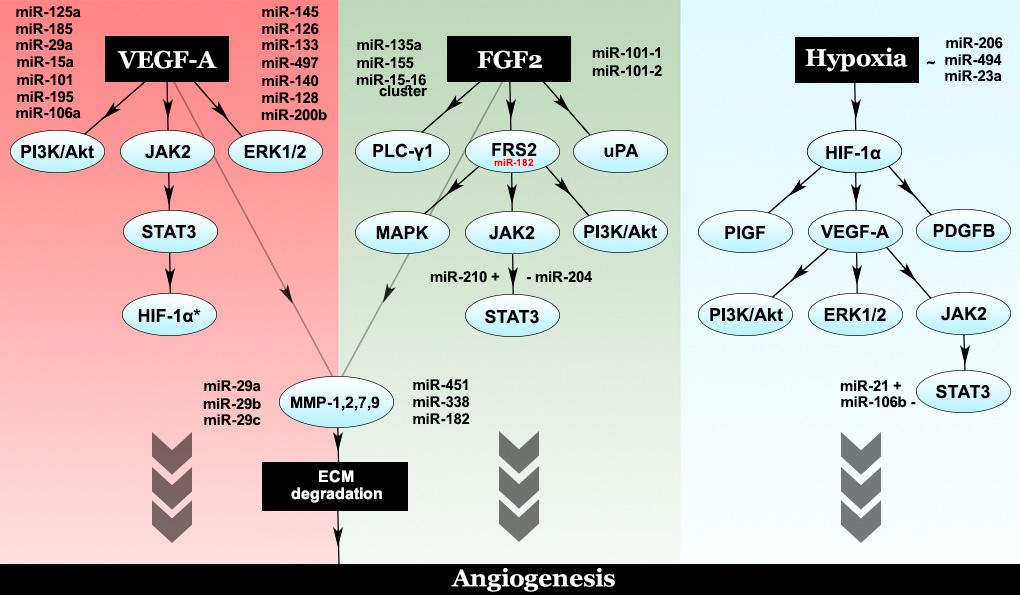 miR-125a
miR-185
miR-29a
miR-15a
miR-101
miR-195
miR-106a
VEGF-A
miR-145
miR-126
miR-133
miR-497
miR-140
miR-128
miR-200b
PI3K/Akt
JAK2
ERK1/2
STAT3
HIF-1α*
miR-135a
miR-155
miR-15-16
cluster
FGF2
miR-101-1
miR-101-2
PLC-γ1
FRS2
miR-182
uPA
MAPK
JAK2
PI3K/Akt
miR-210 +
- miR-204
STAT3
miR-29a
miR-29b
miR-29c
MMP-1,2,7,9
miR-451
miR-338
miR-182
ECM
degradation
Hypoxia
~
miR-206
miR-494
miR-23a
HIF-1α
PIGF
VEGF-A
PDGFB
PI3K/Akt
ERK1/2
JAK2
miR-21 +
miR-106b -
STAT3
Angiogenesis